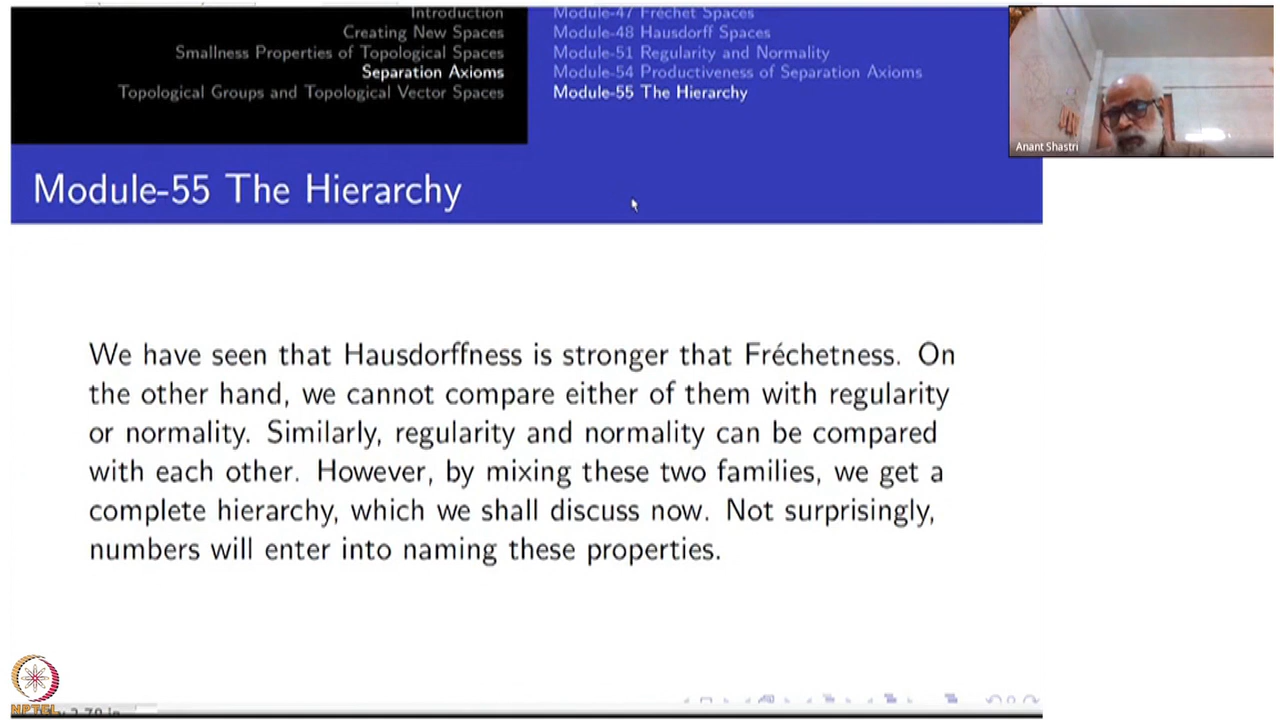 Introduction
Creating New Spaces
Smallness Properties of Topological Spaces
Separation Axioms
Topological Groups and Topological Vector Spaces
Module-47 Fréchet Spaces
Module-48 Hausdorff Spaces
Module-51 Regularity and Normality
Module-54 Productiveness of Separation Axioms
Module-55 The Hierarchy
Anant Shastri
Module-55 The Hierarchy
We have seen that Hausdorffness is stronger that Fréchetness. On
the other hand, we cannot compare either of them with regularity
or normality. Similarly, regularity and normality can be compared
with each other. However, by mixing these two families, we get a
complete hierarchy, which we shall discuss now. Not surprisingly,
numbers will enter into naming these properties.
NPTEL